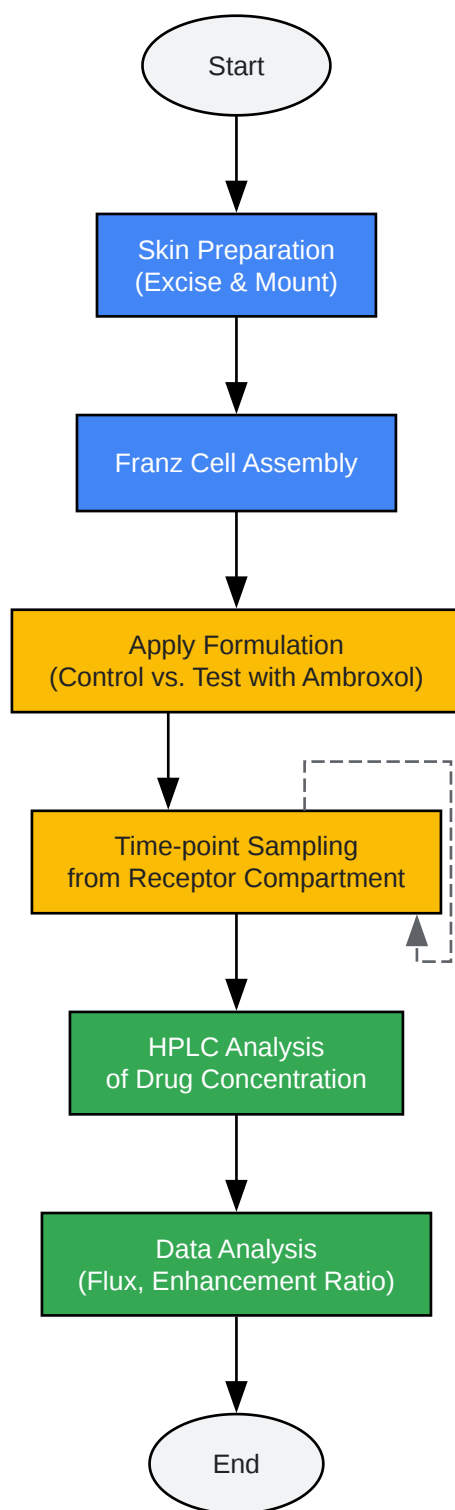 Start
Skin Preparation
(Excise & Mount)
Franz Cell Assembly
Apply Formulation
(Control vs. Test with Ambroxol)
Time-point Sampling
from Receptor Compartment
HPLC Analysis
of Drug Concentration
Data Analysis
(Flux, Enhancement Ratio)
End